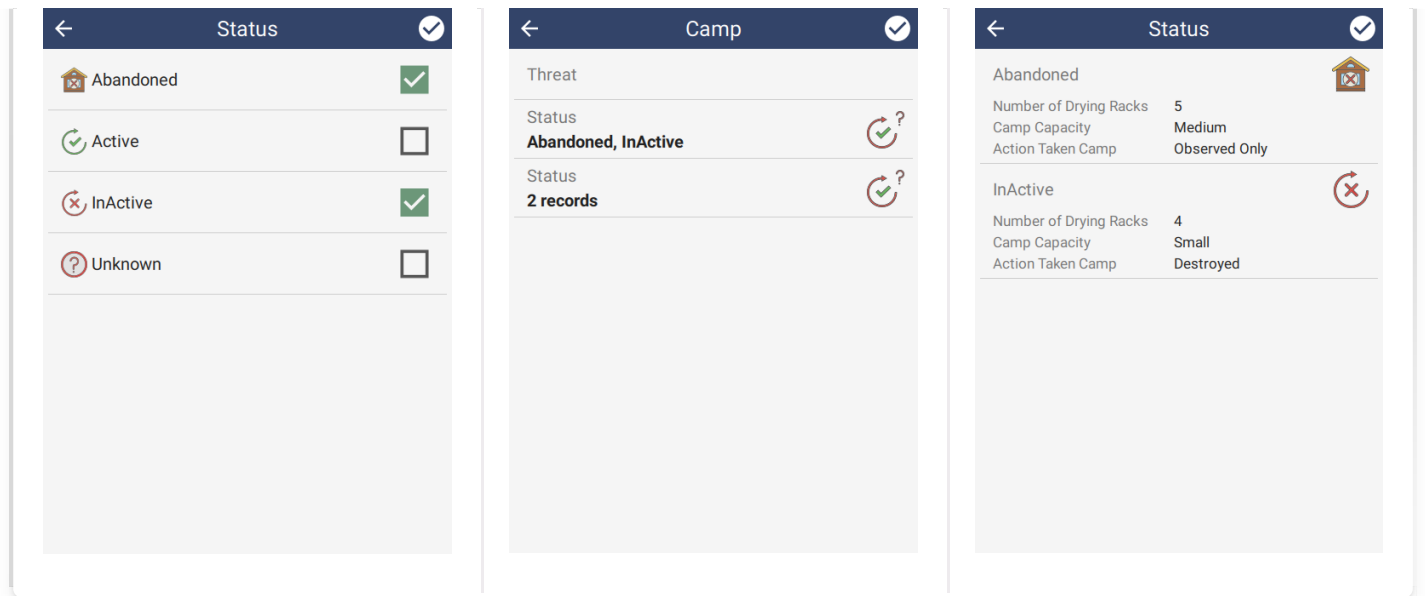 Status
Abandoned
Active
InActive
Unknown
Camp
Threat
Status
Abandoned, InActive
Status
2 records
Status
Abandoned
Number of Drying Racks 5
Camp Capacity Medium
Action Taken Camp Observed Only
InActive
Number of Drying Racks 4
Camp Capacity Small
Action Taken Camp Destroyed